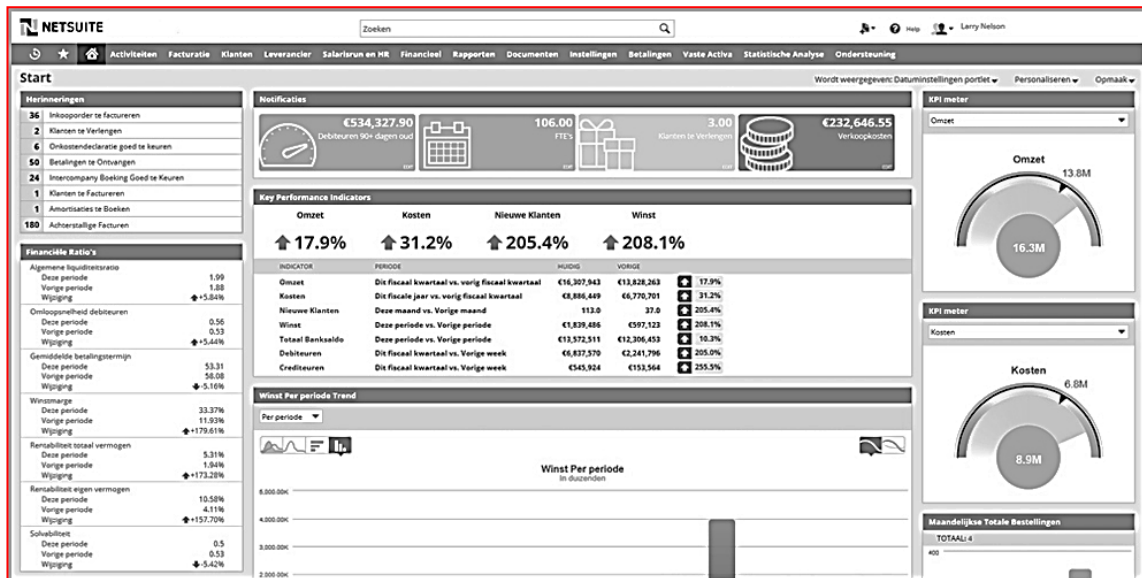 NETSUITE
Zoeken
Help
Larry Nelson
Activiteiten Facturatie Klanten Leverancier Salarisrun en HR Financieel Rapporten Documenten Instellingen Betalingen Vaste Activa Statistische Analyse Ondersteuning
Start
Wordt weergegeven: Datuminstellingen portlet Personaliseren Opmaak
Herinneringen
36 Inkooporder te factureren
2 Klanten te Verlengen
6 Onkostendeclaratie goed te keuren
50 Betalingen te Ontvangen
24 Intercompany Boeking Goed te Keuren
1 Klanten te Factureren
1 Amortisaties te Boeken
180 Achterstallige Facturen
Financiële Ratio's
Algemene liquiditeitsratio
Deze periode 1.99
Vorige periode 1.88
Wijziging +5.84%
Omloopsnelheid debiteuren
Deze periode 0.56
Vorige periode 0.53
Wijziging +5.44%
Gemiddelde betalingstermijn
Deze periode 53.31
Vorige periode 58.08
Wijziging -5.16%
Winstmarge
Deze periode 33.37%
Vorige periode 11.93%
Wijziging +179.61%
Rentabiliteit totaal vermogen
Deze periode 5.31%
Vorige periode 1.94%
Wijziging +173.28%
Rentabiliteit eigen vermogen
Deze periode 10.58%
Vorige periode 4.11%
Wijziging +157.70%
Solvabiliteit
Deze periode 0.5
Vorige periode 0.53
Wijziging -5.42%
Notificaties
€534,327.90
Debiteuren 90+ dagen oud
EDIT
106.00
FTE's
EDIT
3.00
Klanten te Verlengen
EDIT
€232,646.55
Verkoopkosten
EDIT
Key Performance Indicators
Omzet Kosten Nieuwe Klanten Winst
17.9% 31.2% 205.4% 208.1%
INDICATOR PERIODE HUIDIG VORIGE
Omzet Dit fiscaal kwartaal vs. vorig fiscaal kwartaal €16,307,943 €13,828,263 17.9%
Kosten Dit fiscale jaar vs. vorig fiscaal kwartaal €8,886,449 €6,770,701 31.2%
Nieuwe Klanten Deze maand vs. Vorige maand 113.0 37.0 205.4%
Winst Deze periode vs. Vorige periode €1,839,486 €597,123 208.1%
Totaal Banksaldo Deze periode vs. Vorige periode €13,572,511 €12,306,453 10.3%
Debiteuren Dit fiscaal kwartaal vs. Vorige week €6,837,570 €2,241,796 205.0%
Crediteuren Dit fiscaal kwartaal vs. Vorige week €545,924 €153,564 255.5%
Winst Per periode Trend
Per periode
Winst Per periode
In duizenden
5,000.00K
4,000.00K
3,000.00K
2,000.00K
KPI meter
Omzet
Omzet
13.8M
16.3M
KPI meter
Kosten
Kosten
6.8M
8.9M
Maandelijkse Totale Bestellingen
TOTAAL: 4
400